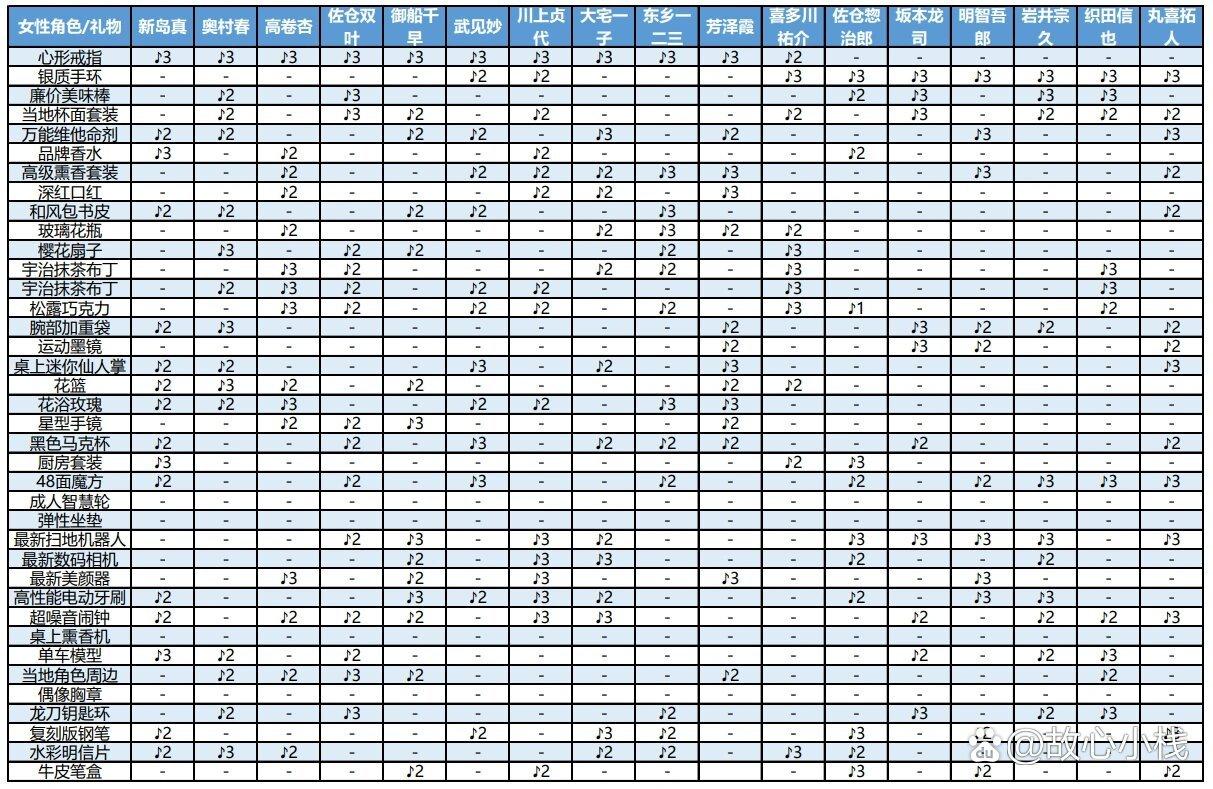 女性角色/礼物 新岛真 奥村春 高卷杏 佐仓双叶 御船千早 武见妙 川上贞代 大宅一子 东乡一二三 芳泽霞 喜多川祐介 佐仓惣治郎 坂本龙司 明智吾郎 岩井宗久 织田信也 丸喜拓人
心形戒指 ♪3 ♪3 ♪3 ♪3 ♪3 ♪3 ♪3 ♪3 ♪3 ♪3 ♪2 - - - - - -
银质手环 - - - - - ♪2 ♪2 - - - ♪3 ♪3 ♪3 ♪3 ♪3 ♪3 ♪3
廉价美味棒 - ♪2 - ♪3 - - - - - - - ♪2 ♪3 - ♪3 ♪3 -
当地杯面套装 - ♪2 - ♪3 ♪2 - ♪2 - - - ♪2 - ♪3 - ♪2 ♪2 ♪2
万能维他命剂 ♪2 ♪2 - - ♪2 ♪2 - ♪3 - ♪2 - - - ♪3 - - ♪3
品牌香水 ♪3 - ♪2 - - - ♪2 - - - - ♪2 - - - - -
高级熏香套装 - - ♪2 - - ♪2 ♪2 ♪2 ♪3 ♪3 - - - ♪3 - - ♪2
深红口红 - - ♪2 - - - ♪2 ♪2 - ♪3 - - - - - - -
和风包书皮 ♪2 ♪2 - - ♪2 ♪2 - - ♪3 - - - - - - - ♪2
玻璃花瓶 - - ♪2 - - - - ♪2 ♪3 ♪2 ♪2 - - - - - -
樱花扇子 - ♪3 - ♪2 ♪2 - - - ♪2 - ♪3 - - - - - -
宇治抹茶布丁 - - ♪3 ♪2 - - - ♪2 ♪2 - ♪3 - - - - ♪3 -
宇治抹茶布丁 - ♪2 ♪3 ♪2 - ♪2 ♪2 - - - ♪3 - - - - ♪3 -
松露巧克力 - - ♪3 ♪2 - ♪2 ♪2 - ♪2 - ♪3 ♪1 - - - ♪2 -
腕部加重袋 ♪2 ♪3 - - - - - - - ♪2 - - ♪3 ♪2 ♪2 - ♪2
运动墨镜 - - - - - - - - - ♪2 - - ♪3 ♪2 - - ♪2
桌上迷你仙人掌 ♪2 ♪2 - - - ♪3 - ♪2 - ♪3 - - - - - - ♪3
花篮 ♪2 ♪3 ♪2 - ♪2 - - - - ♪2 ♪2 - - - - - -
花浴玫瑰 ♪2 ♪2 ♪3 - - ♪2 ♪2 - ♪3 ♪3 - - - - - - -
星型手镜 - - ♪2 ♪2 ♪3 - - - - ♪2 - - - - - - -
黑色马克杯 ♪2 - - ♪2 - ♪3 - ♪2 ♪2 ♪2 - - ♪2 - - - ♪2
厨房套装 ♪3 - - - - - - - - - ♪2 ♪3 - - - - -
48面魔方 ♪2 - - ♪2 - ♪3 - - ♪2 - - ♪2 - ♪2 ♪3 ♪3 ♪3
成人智慧轮 - - - - - - - - - - - - - - - - -
弹性坐垫 - - - - - - - - - - - - - - - - -
最新扫地机器人 - - - ♪2 ♪3 - ♪3 ♪2 - - - ♪3 ♪3 ♪3 ♪3 - ♪3
最新数码相机 - - - - ♪2 - ♪3 ♪3 - - - ♪2 - - ♪2 - -
最新美颜器 - - ♪3 - ♪2 - ♪3 - - ♪3 - - - ♪3 - - -
高性能电动牙刷 ♪2 - - - ♪3 ♪2 ♪3 ♪2 - - - ♪2 - ♪3 ♪3 - -
超噪音闹钟 ♪2 - ♪2 ♪2 ♪2 - ♪3 ♪3 - - - - ♪2 - ♪2 ♪2 ♪3
桌上熏香机 - - - - - - - - - - - - - - - - -
单车模型 ♪3 ♪2 - ♪2 - - - - - - - - ♪2 - ♪2 ♪3 -
当地角色周边 - ♪2 ♪2 ♪3 ♪2 - - - - ♪2 - - - - - ♪2 -
偶像胸章 - - - - - - - - - - - - - - - - -
龙刀钥匙环 - ♪2 - ♪3 - - - - ♪2 - - - ♪3 - ♪2 ♪3 -
复刻版钢笔 ♪2 - - - - ♪2 - ♪3 ♪2 - - ♪3 -
水彩明信片 ♪2 ♪3 ♪2 - - - - ♪2 ♪2 - ♪3 ♪2 -
牛皮笔盒 - - - - ♪2 - ♪2 - - - - ♪3 - ♪2 - - ♪2
@故心小栈